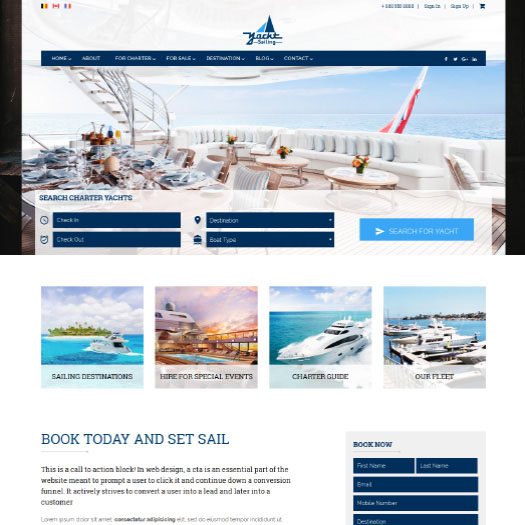 Sign In | Sign Up |
Yacht
Sailing
HOME ABOUT FOR CHARTER FOR SALE DESTINATION BLOG CONTACT
SEARCH CHARTER YACHTS
Check In
Destination
Check Out
Boat Type
SEARCH FOR YACHT
SAILING DESTINATIONS
HIRE FOR SPECIAL EVENTS
CHARTER GUIDE
OUR FLEET
BOOK TODAY AND SET SAIL
This is a call to action block! In web design, a cta is an essential part of the
website meant to prompt a user to click it and continue down a conversion
funnel. It actively strives to convert a user into a lead and later into a
customer
Lorem ipsum dolor sit amet, consectetur adipisicing elit, sed do eiusmod tempor incididunt ut
BOOK NOW
First Name
Last Name
Email
Mobile Number
Destination